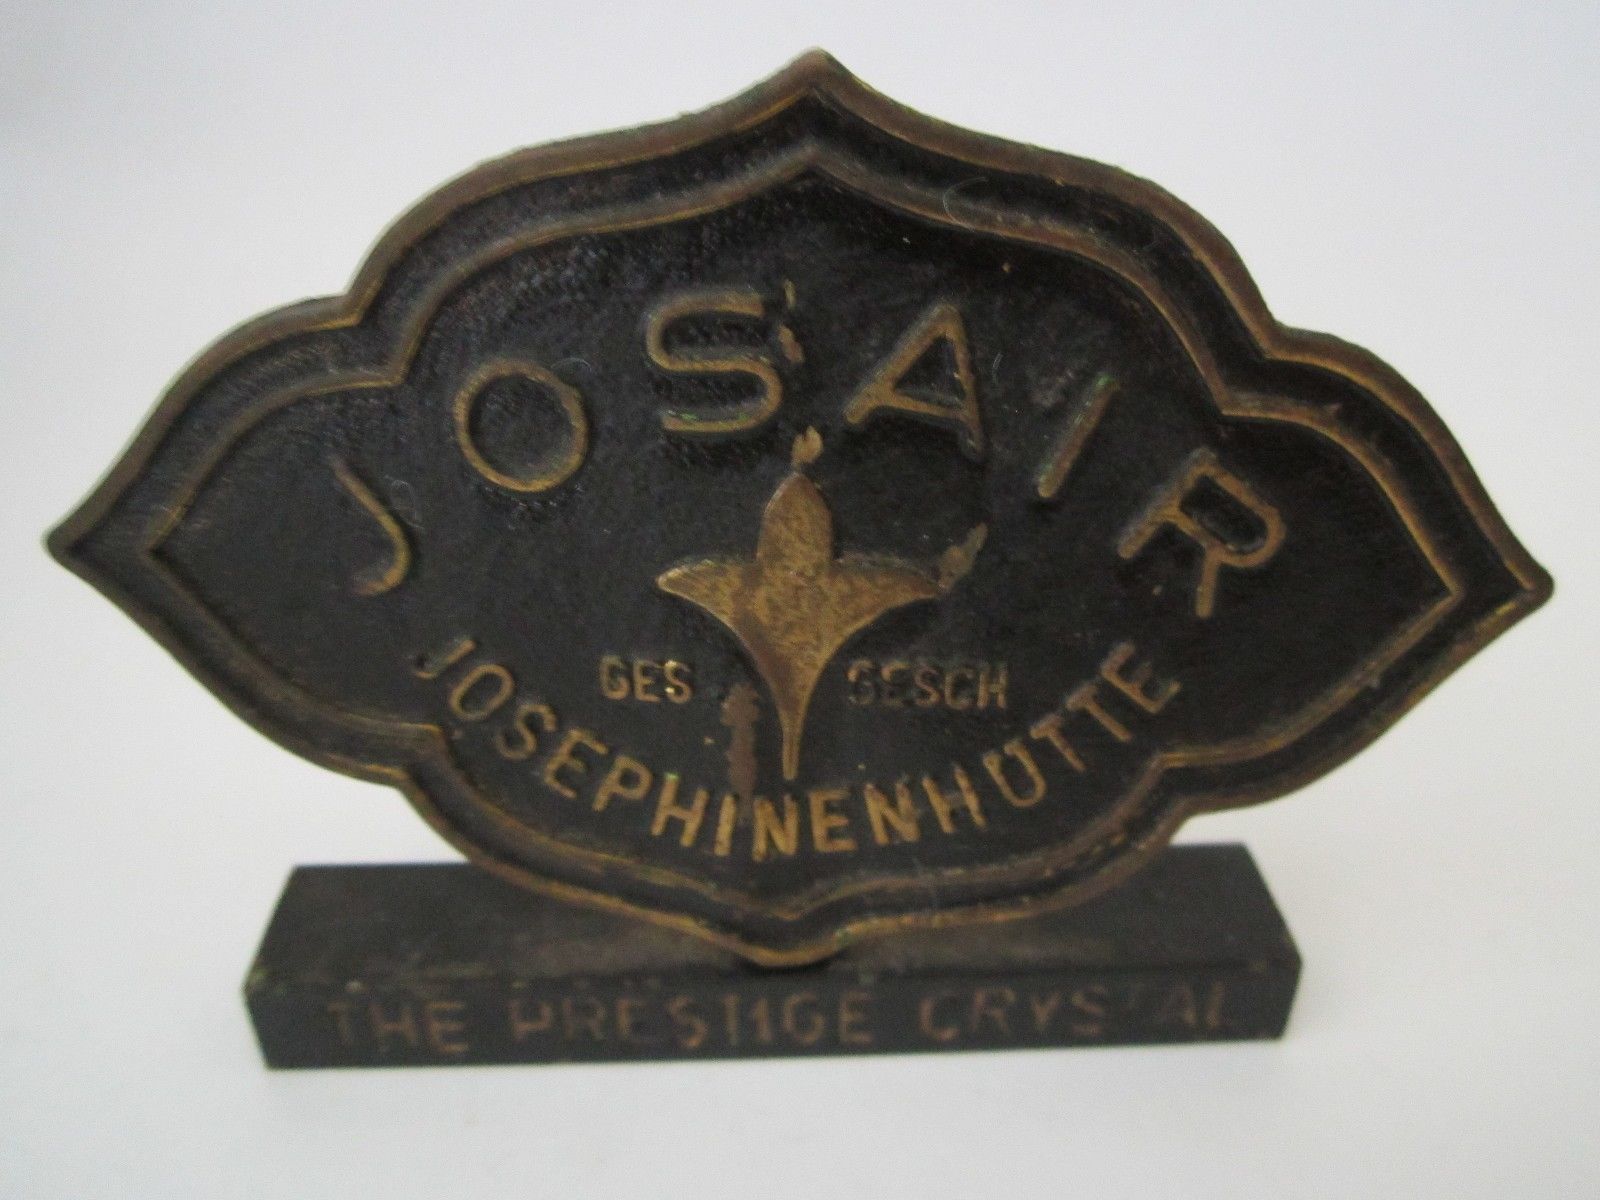 JOSAIR
GES GESCH
JOSEPHINENHUTTE
THE PRESTIGE CRYSTAL